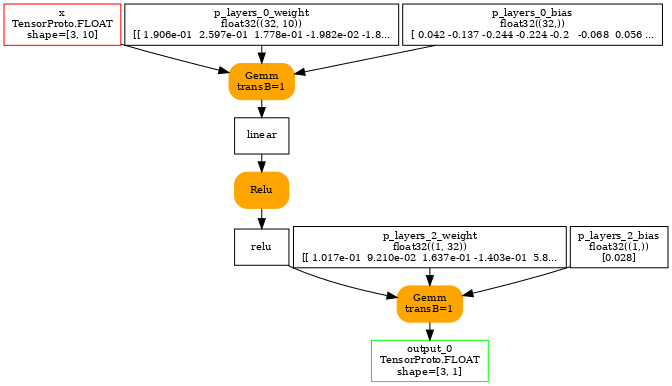 x
TensorProto.FLOAT
shape=[3, 10]
p_layers_0_weight
float32((32, 10))
[[ 1.906e-01  2.597e-01  1.778e-01 -1.982e-02 -1.8...
p_layers_0_bias
float32((32,))
[ 0.042 -0.137 -0.244 -0.224 -0.2   -0.068  0.056 ...
Gemm
transB=1
linear
Relu
relu
p_layers_2_weight
float32((1, 32))
[[ 1.017e-01  9.210e-02  1.637e-01 -1.403e-01  5.8...
p_layers_2_bias
float32((1,))
[0.028]
Gemm
transB=1
output_0
TensorProto.FLOAT
shape=[3, 1]